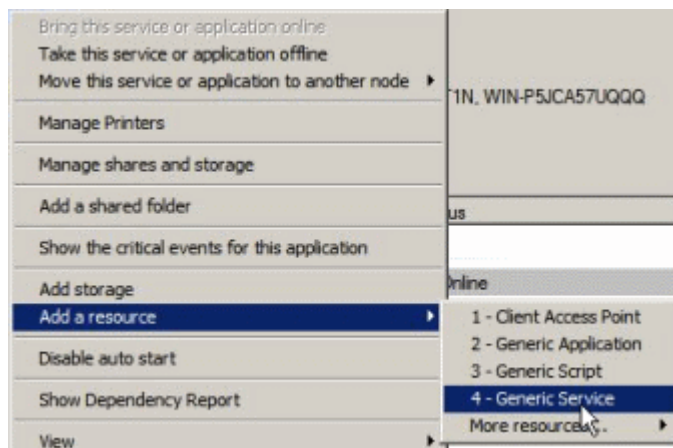 Bring this service or application online
Take this service or application offline
Move this service or application to another node
T1N, WIN-P5JCA57UQQQ
Manage Printers
Manage shares and storage
Add a shared folder
us
Show the critical events for this application
Online
Add storage
Add a resource
1 - Client Access Point
2 - Generic Application
Disable auto start
3 - Generic Script
4 - Generic Service
Show Dependency Report
More resources...
View